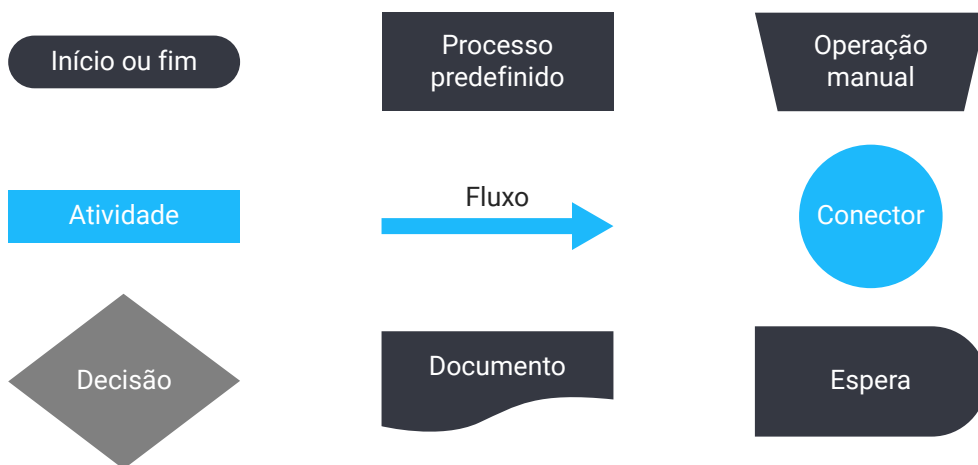 Início ou fim
Processo
predefinido
Operação
manual
Atividade
Fluxo
Conector
Decisão
Documento
Espera